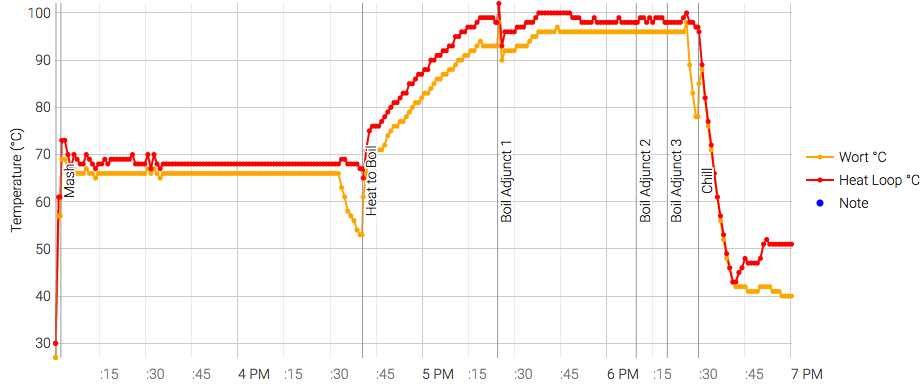 100
90
80
70
60
50
40
30
Temperature (°C)
Mash
Heat to Boil
Boil Adjunct 1
Boil Adjunct 2
Boil Adjunct 3
Chill
Wort °C
Heat Loop °C
Note
:15 :30 :45 4 PM :15 :30 :45 5 PM :15 :30 :45 6 PM :15 :30 :45 7 PM